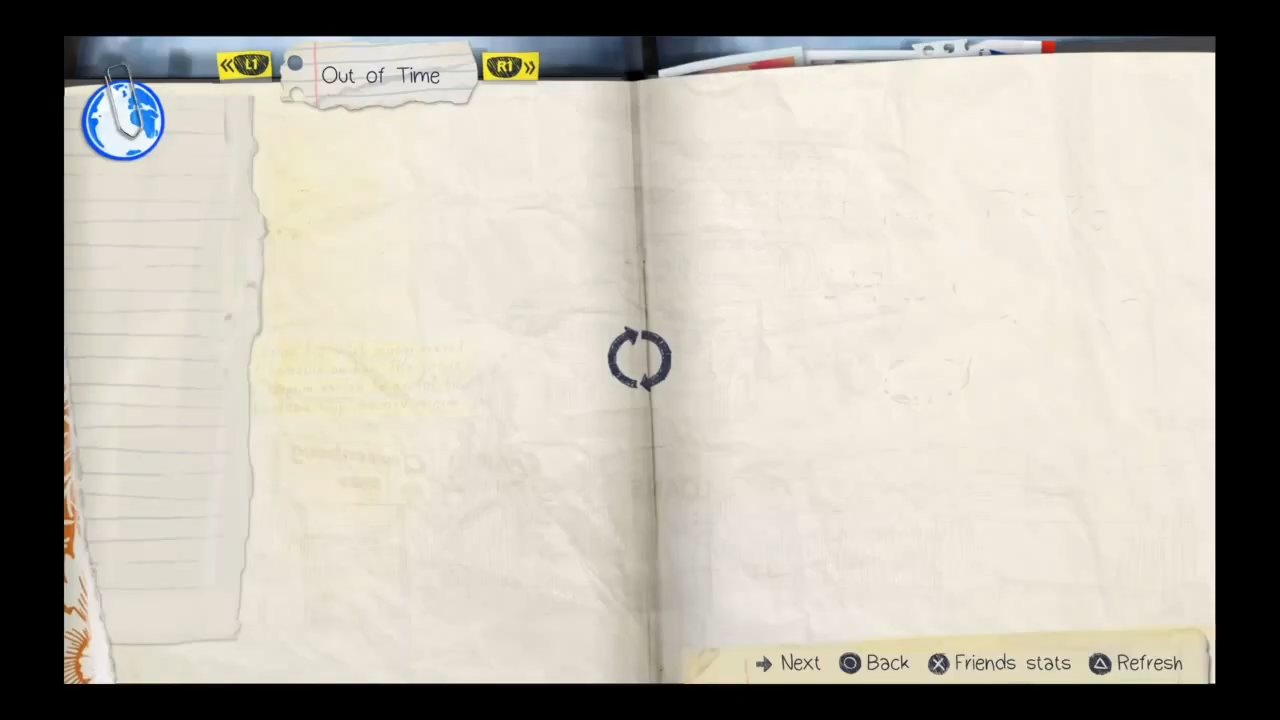 L1
Out of Time
R1
Next
Back
Friends stats
Refresh